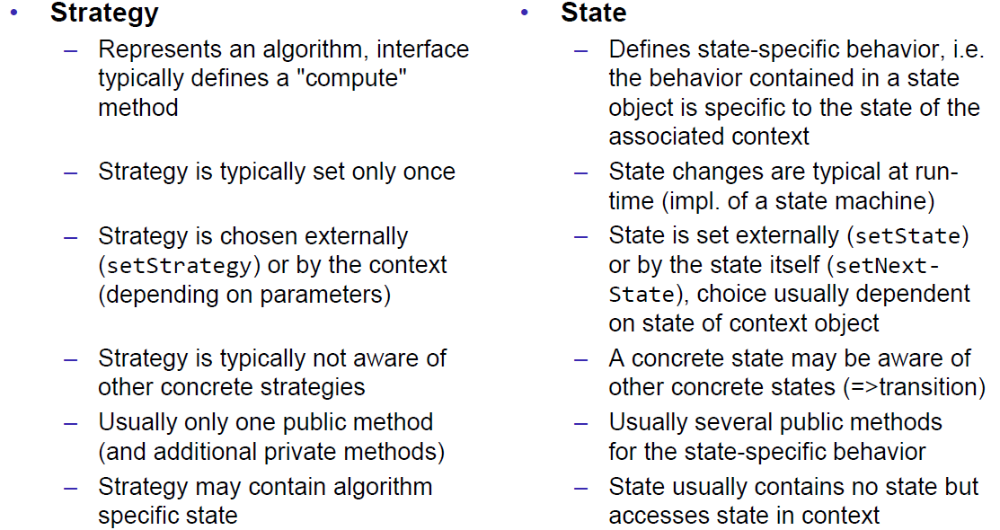 • Strategy
– Represents an algorithm, interface
typically defines a "compute"
method
– Strategy is typically set only once
– Strategy is chosen externally
(setStrategy) or by the context
(depending on parameters)
– Strategy is typically not aware of
other concrete strategies
– Usually only one public method
(and additional private methods)
– Strategy may contain algorithm
specific state
• State
– Defines state-specific behavior, i.e.
the behavior contained in a state
object is specific to the state of the
associated context
– State changes are typical at run-
time (impl. of a state machine)
– State is set externally (setState)
or by the state itself (setNext-
State), choice usually dependent
on state of context object
– A concrete state may be aware of
other concrete states (=>transition)
– Usually several public methods
for the state-specific behavior
– State usually contains no state but
accesses state in context